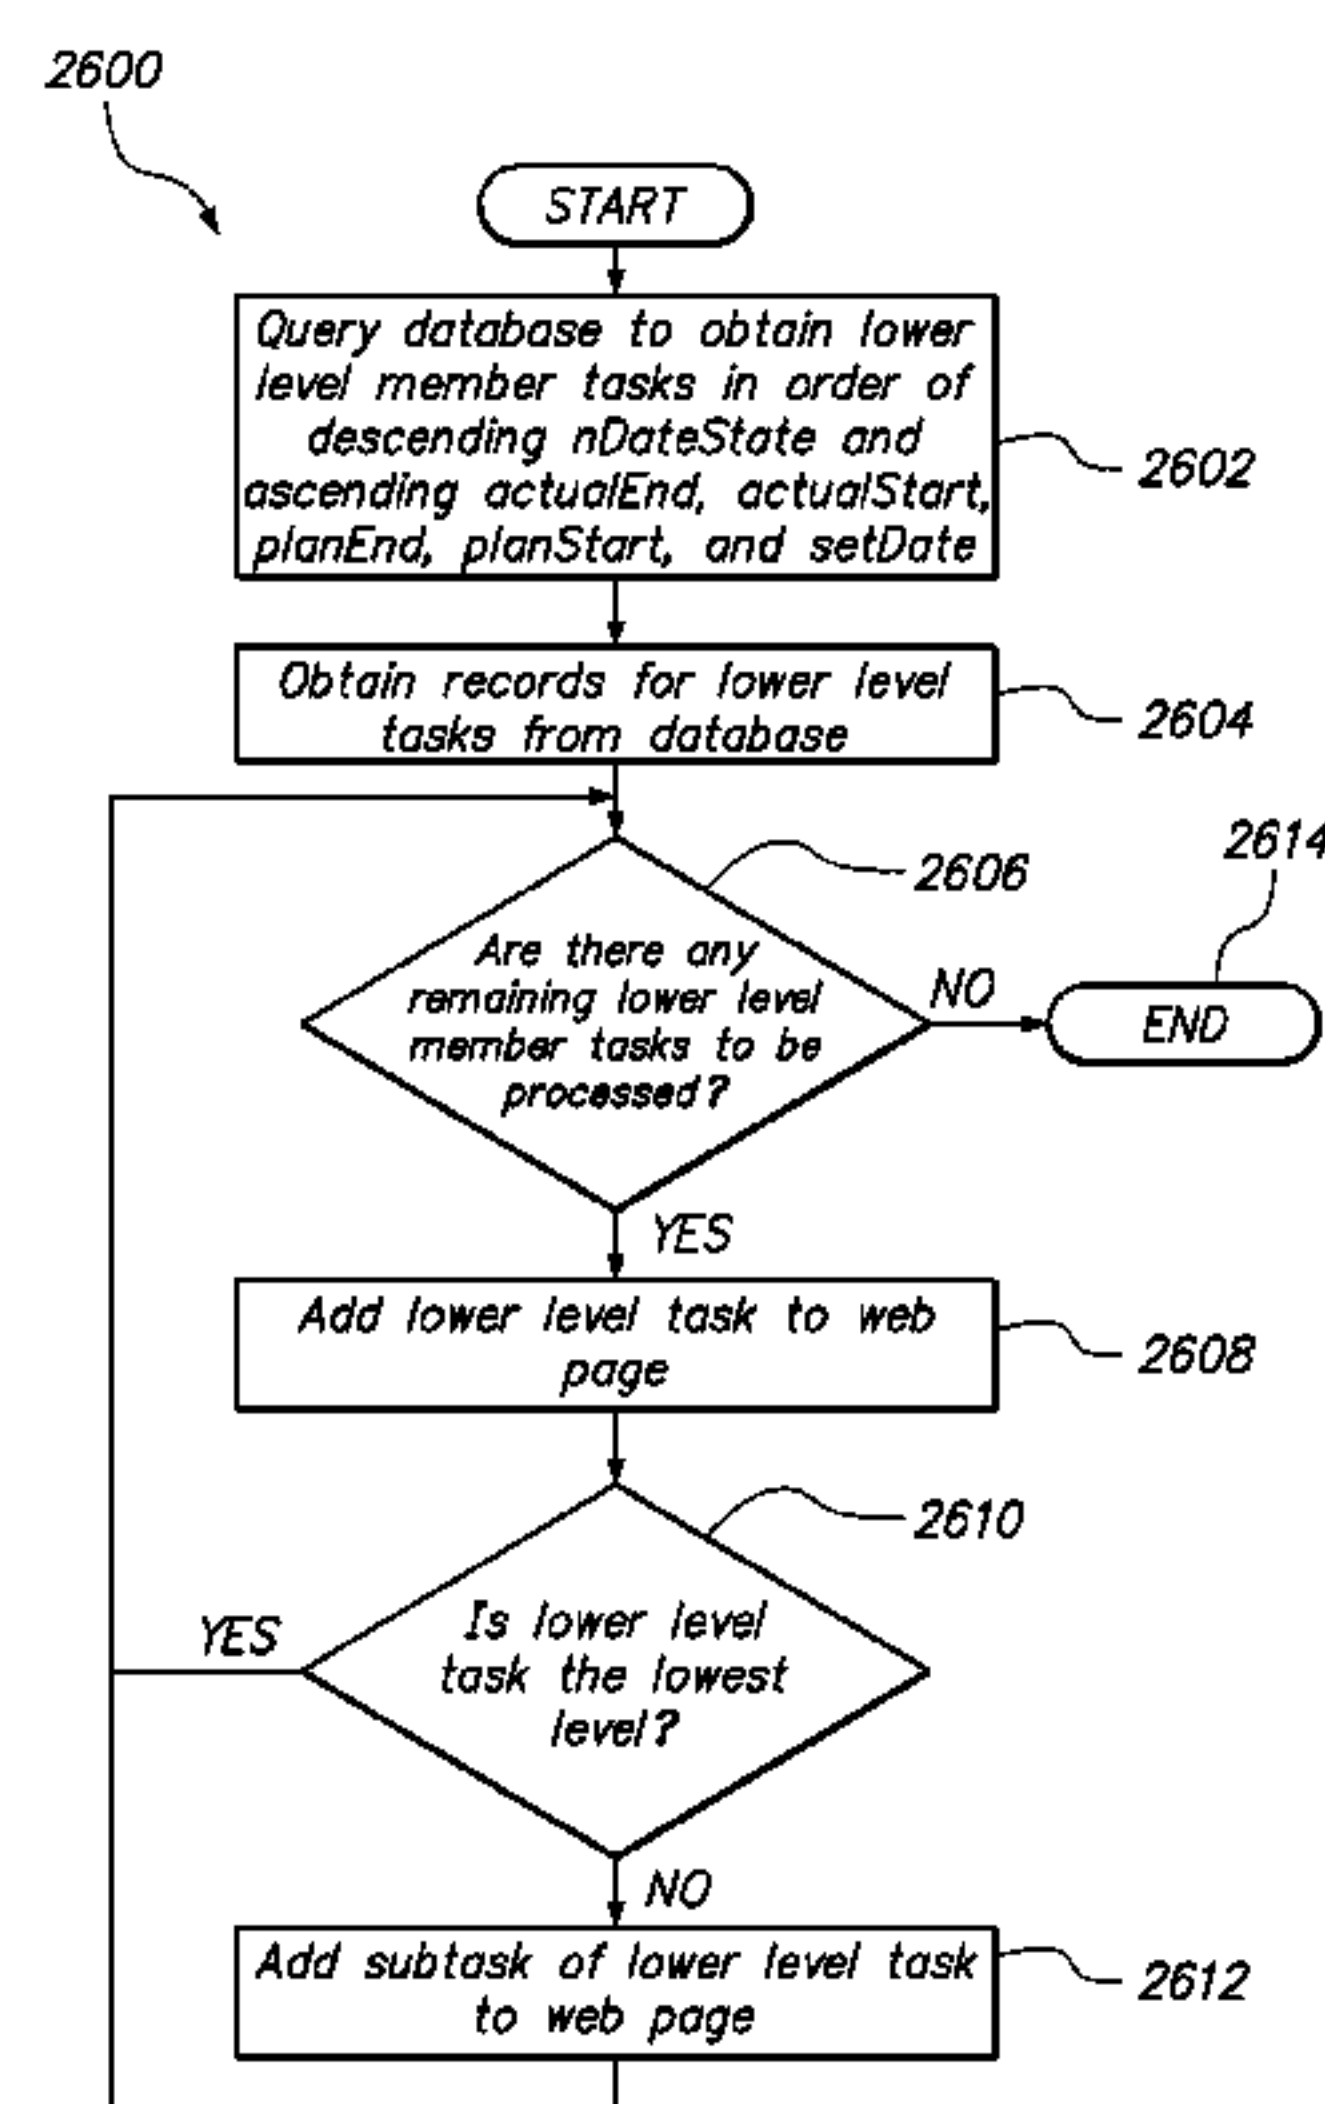 2600
START
Query database to obtain lower
level member tasks in order of
descending nDateState and
ascending actualEnd, actualStart,
planEnd, planStart, and setDate
2602
Obtain records for lower level
tasks from database
2604
2606
2614
Are there any
remaining lower level
member tasks to be
processed?
NO
END
YES
Add lower level task to web
page
2608
2610
Is lower level
task the lowest
level?
YES
NO
Add subtask of lower level task
to web page
2612